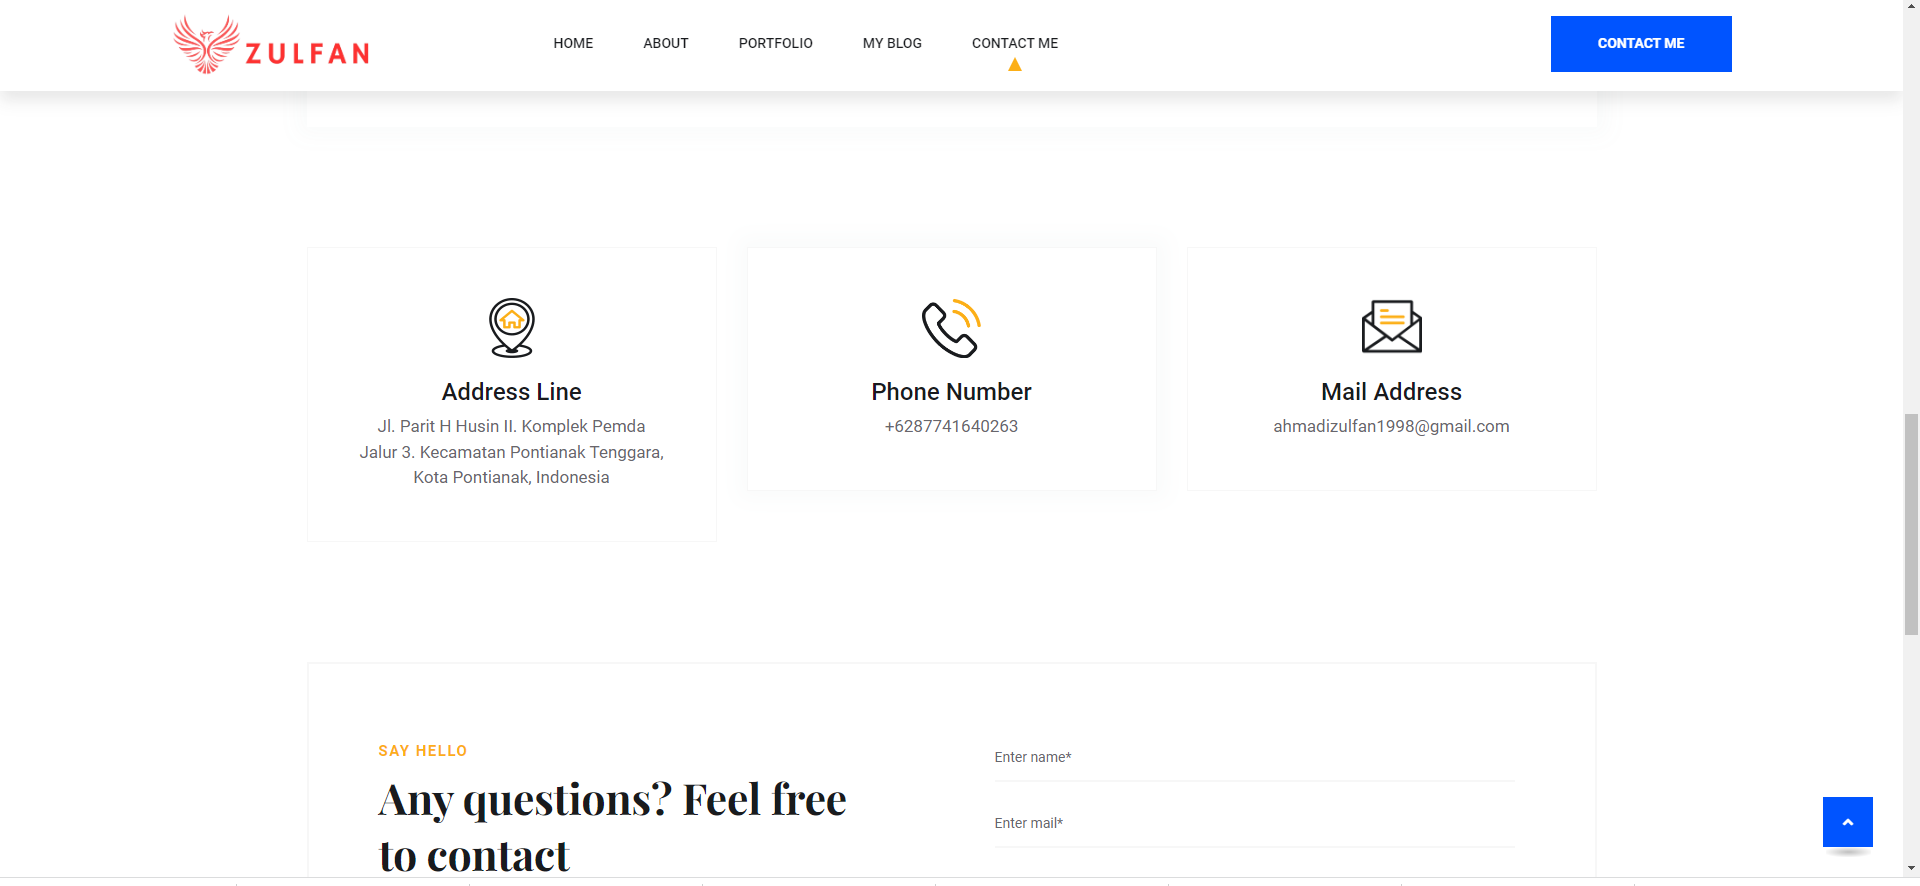 ZULFAN
HOME
ABOUT
PORTFOLIO
MY BLOG
CONTACT ME
CONTACT ME
Address Line
Jl. Parit H Husin II. Komplek Pemda
Jalur 3. Kecamatan Pontianak Tenggara,
Kota Pontianak, Indonesia
Phone Number
+6287741640263
Mail Address
ahmadizulfan1998@gmail.com
SAY HELLO
Any questions? Feel free
to contact
Enter name*
Enter mail*